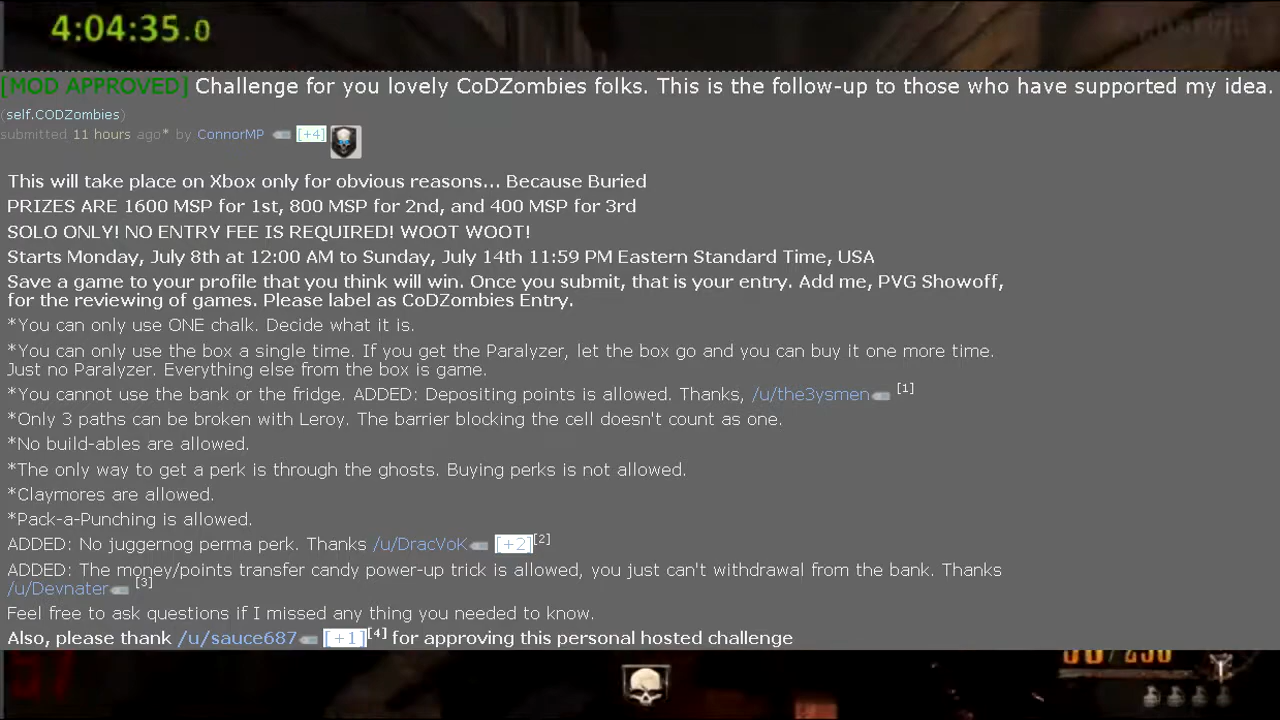 4:04:35.0
[MOD APPROVED] Challenge for you lovely CoDZombies folks. This is the follow-up to those who have supported my idea.
(self.CODZombies)
submitted 11 hours ago* by ConnorMP [+4]
This will take place on Xbox only for obvious reasons... Because Buried
PRIZES ARE 1600 MSP for 1st, 800 MSP for 2nd, and 400 MSP for 3rd
SOLO ONLY! NO ENTRY FEE IS REQUIRED! WOOT WOOT!
Starts Monday, July 8th at 12:00 AM to Sunday, July 14th 11:59 PM Eastern Standard Time, USA
Save a game to your profile that you think will win. Once you submit, that is your entry. Add me, PVG Showoff,
for the reviewing of games. Please label as CoDZombies Entry.
*You can only use ONE chalk. Decide what it is.
*You can only use the box a single time. If you get the Paralyzer, let the box go and you can buy it one more time.
Just no Paralyzer. Everything else from the box is game.
*You cannot use the bank or the fridge. ADDED: Depositing points is allowed. Thanks, /u/the3ysmen [1]
*Only 3 paths can be broken with Leroy. The barrier blocking the cell doesn't count as one.
*No build-ables are allowed.
*The only way to get a perk is through the ghosts. Buying perks is not allowed.
*Claymores are allowed.
*Pack-a-Punching is allowed.
ADDED: No juggernog perma perk. Thanks /u/DracVoK [+2] [2]
ADDED: The money/points transfer candy power-up trick is allowed, you just can't withdrawal from the bank. Thanks
/u/Devnater [3]
Feel free to ask questions if I missed any thing you needed to know.
Also, please thank /u/sauce687 [+1] [4] for approving this personal hosted challenge